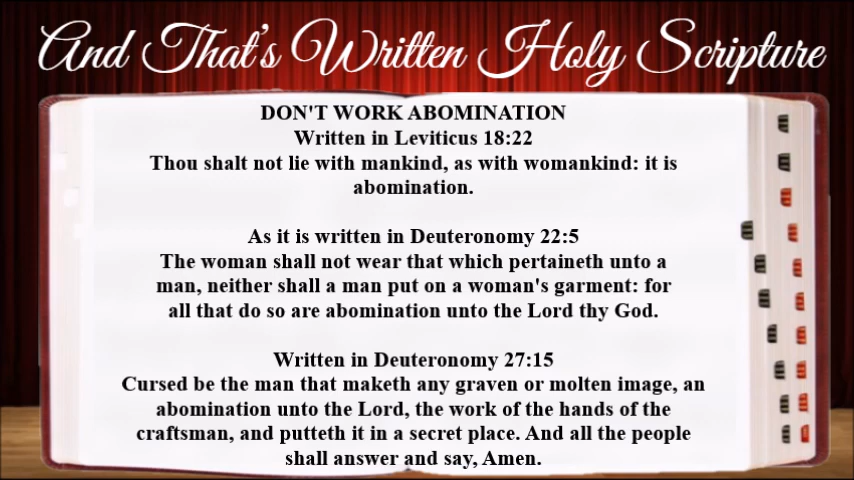 And That's Written Holy Scripture
DON'T WORK ABOMINATION
Written in Leviticus 18:22
Thou shalt not lie with mankind, as with womankind: it is
abomination.
As it is written in Deuteronomy 22:5
The woman shall not wear that which pertaineth unto a
man, neither shall a man put on a woman's garment: for
all that do so are abomination unto the Lord thy God.
Written in Deuteronomy 27:15
Cursed be the man that maketh any graven or molten image, an
abomination unto the Lord, the work of the hands of the
craftsman, and putteth it in a secret place. And all the people
shall answer and say, Amen.